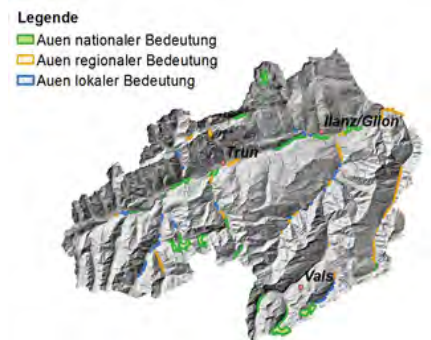 Legende
Auen nationaler Bedeutung
Auen regionaler Bedeutung
Auen lokaler Bedeutung
Ilanz/Glion
Trun
Vals